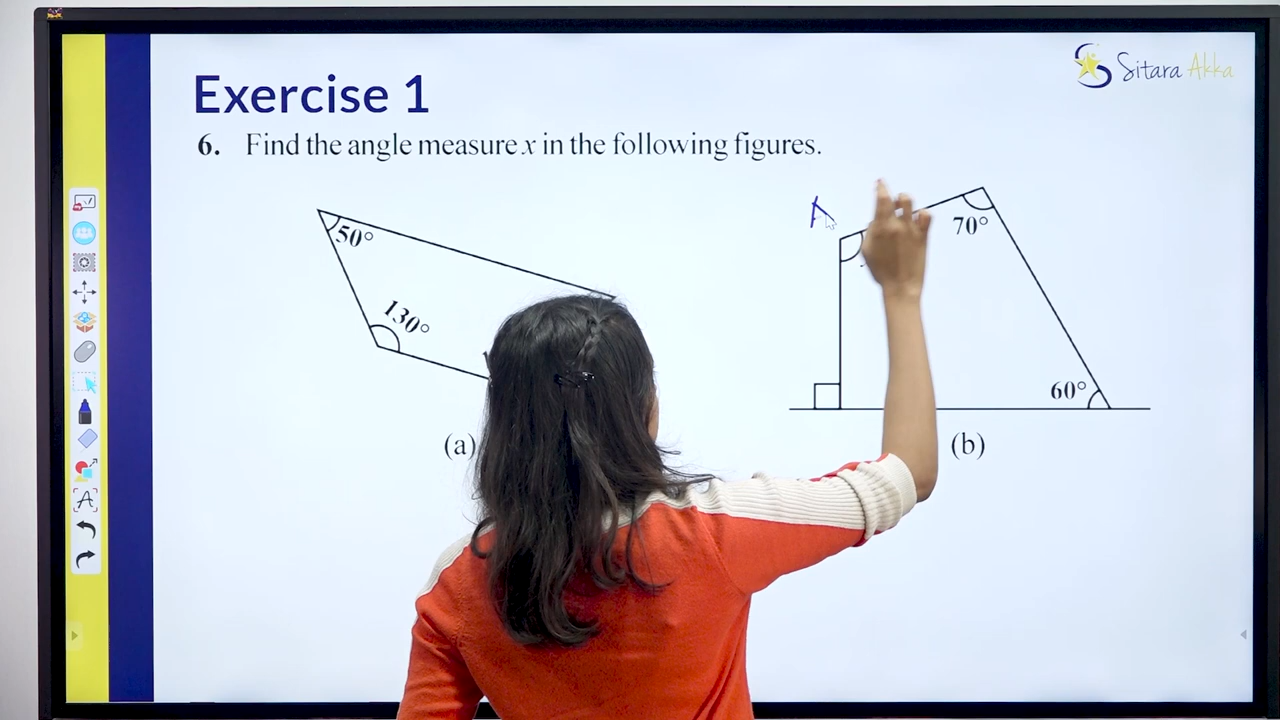 Sitara Akka
Exercise 1
6. Find the angle measure x in the following figures.
A
50°
70°
130°
60°
(a)
(b)